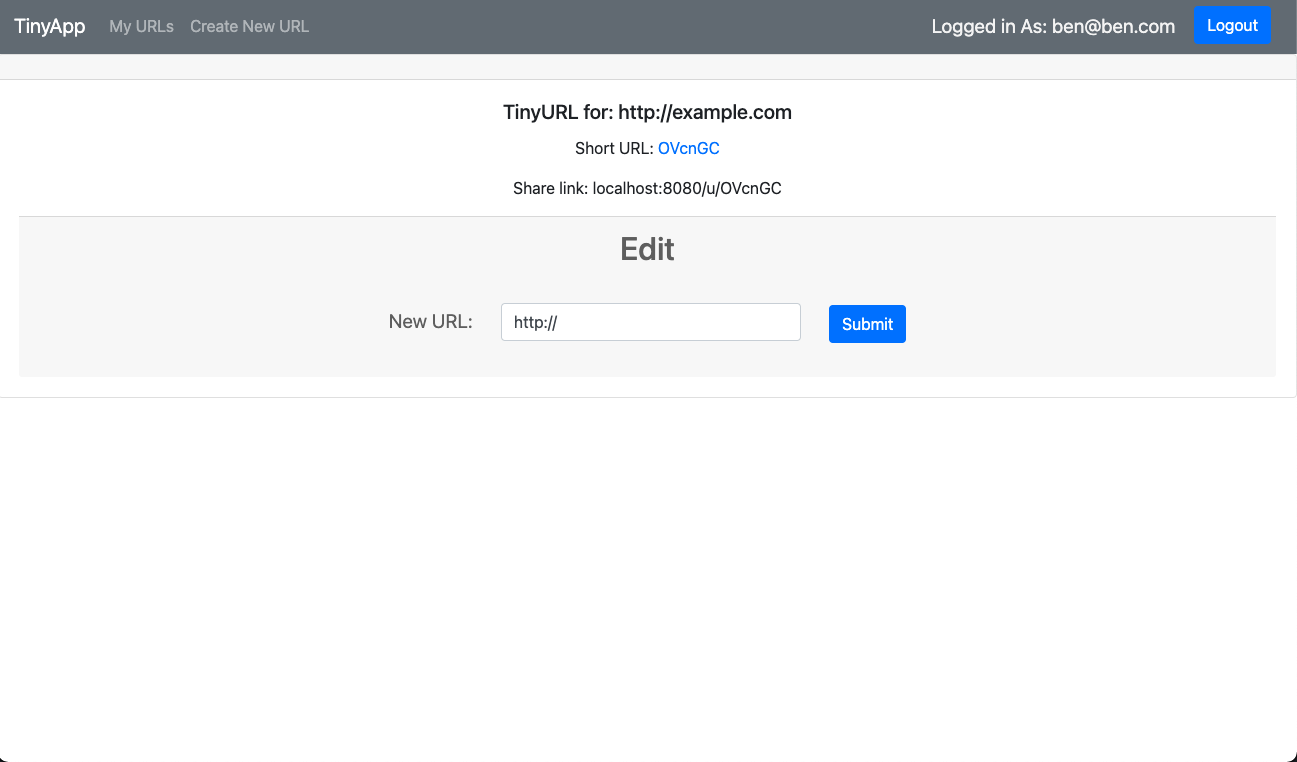 TinyApp My URLs Create New URL Logged in As: ben@ben.com Logout
TinyURL for: http://example.com
Short URL: OVcnGC
Share link: localhost:8080/u/OVcnGC
Edit
New URL: http:// Submit